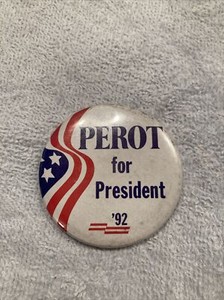 PEROT
for
President
'92